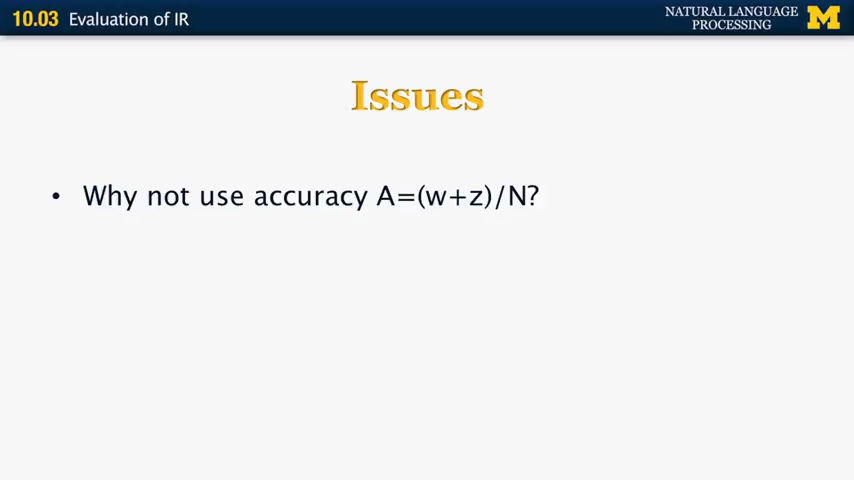 10.03 Evaluation of IR
NATURAL LANGUAGE
PROCESSING
M
Issues
• Why not use accuracy A=(w+z)/N?